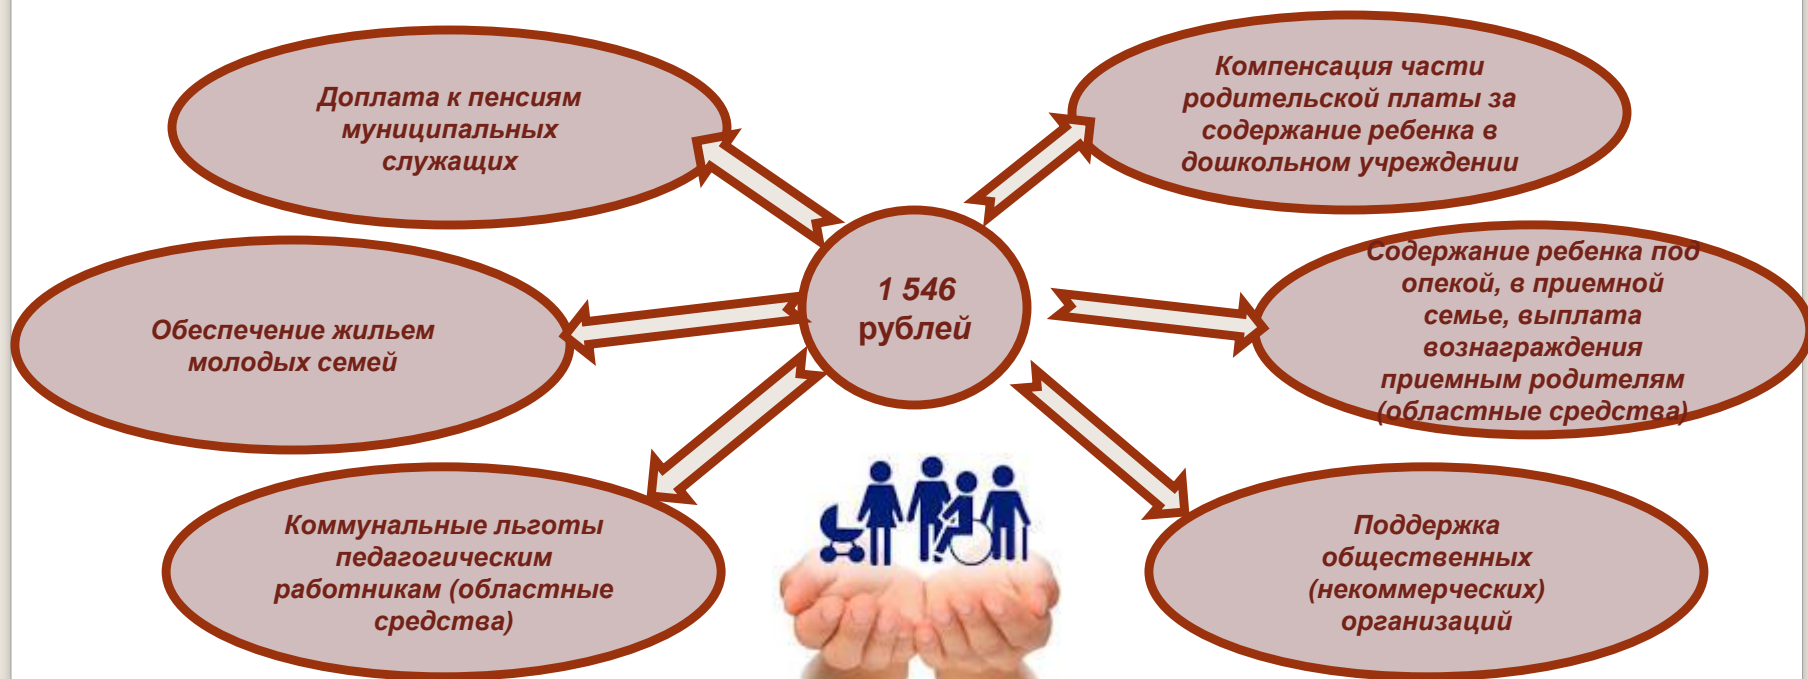 Доплата к пенсиям
муниципальных
служащих
Компенсация части
родительской платы за
содержание ребенка в
дошкольном учреждении
1 546
рублей
Обеспечение жильем
молодых семей
Содержание ребенка под
опекой, в приемной
семье, выплата
вознаграждения
приемным родителям
(областные средства)
Коммунальные льготы
педагогическим
работникам (областные
средства)
Поддержка
общественных
(некоммерческих)
организаций